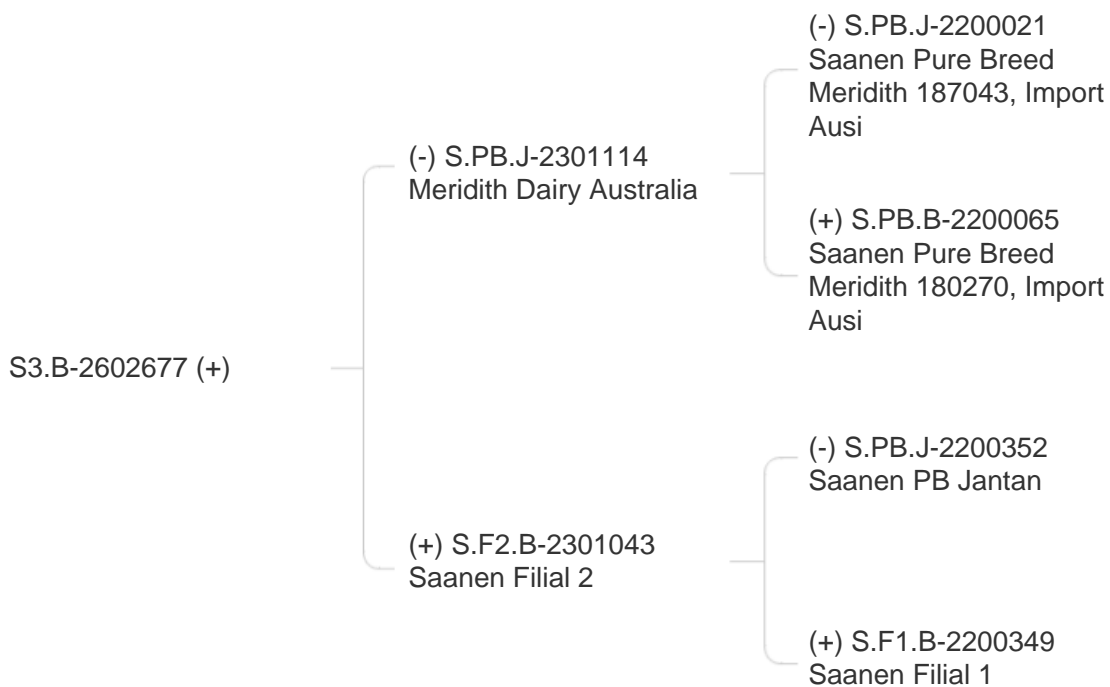 (-) S.PB.J-2200021
Saanen Pure Breed
Meridith 187043, Import
Ausi
(-) S.PB.J-2301114
Meridith Dairy Australia
(+) S.PB.B-2200065
Saanen Pure Breed
Meridith 180270, Import
Ausi
S3.B-2602677 (+)
(-) S.PB.J-2200352
Saanen PB Jantan
(+) S.F2.B-2301043
Saanen Filial 2
(+) S.F1.B-2200349
Saanen Filial 1